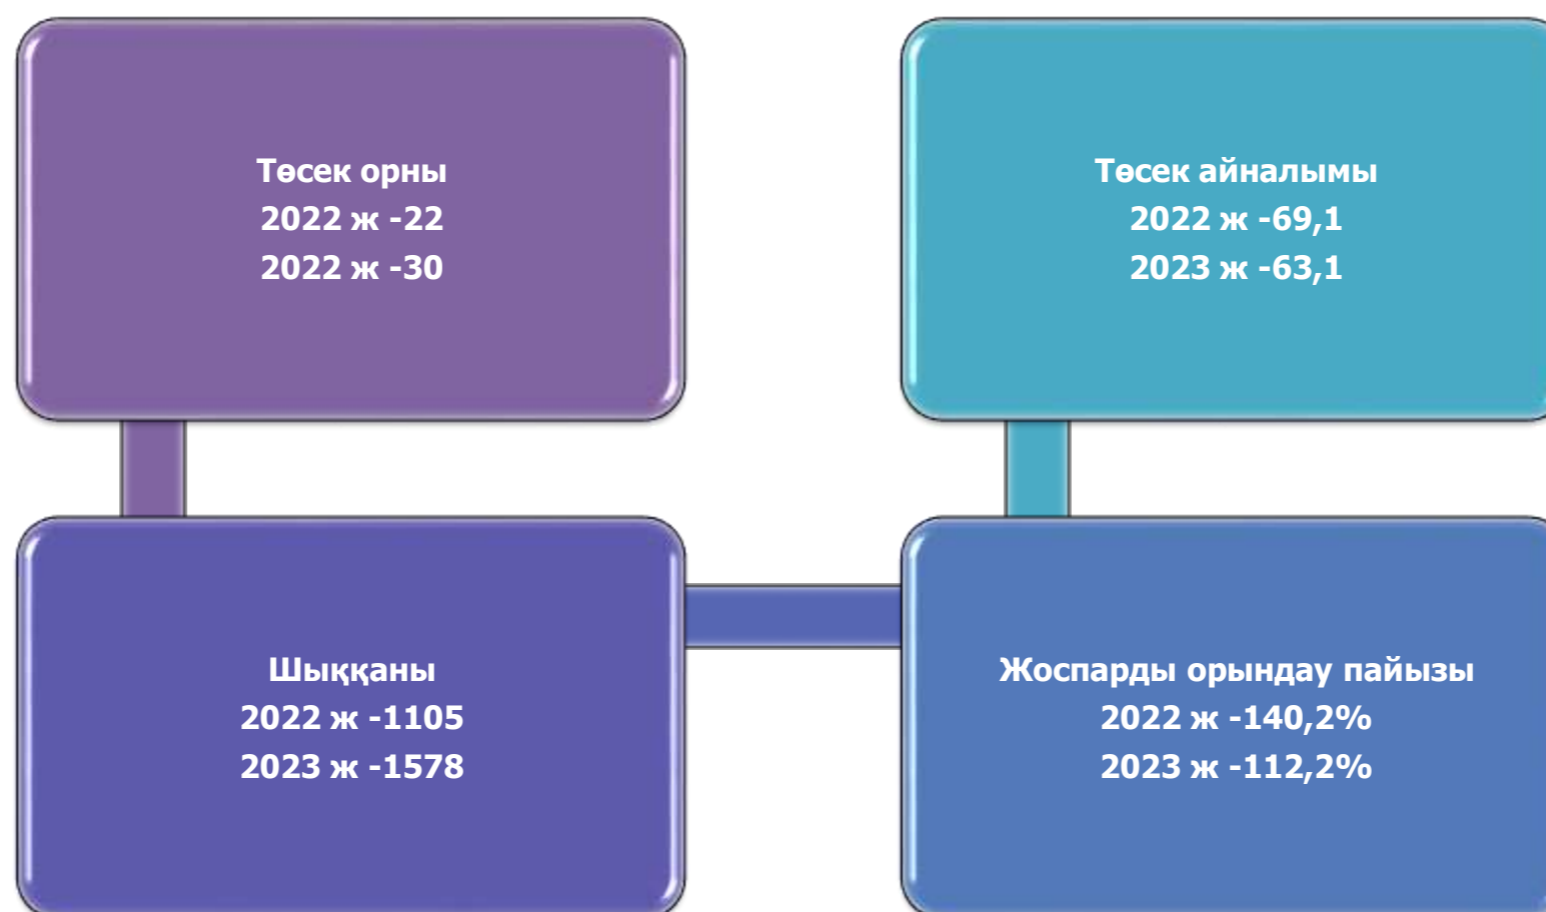 Төсек орны
2022 ж -22
2022 ж -30
Төсек айналымы
2022 ж -69,1
2023 ж -63,1
Шыққаны
2022 ж -1105
2023 ж -1578
Жоспарды орындау пайызы
2022 ж -140,2%
2023 ж -112,2%